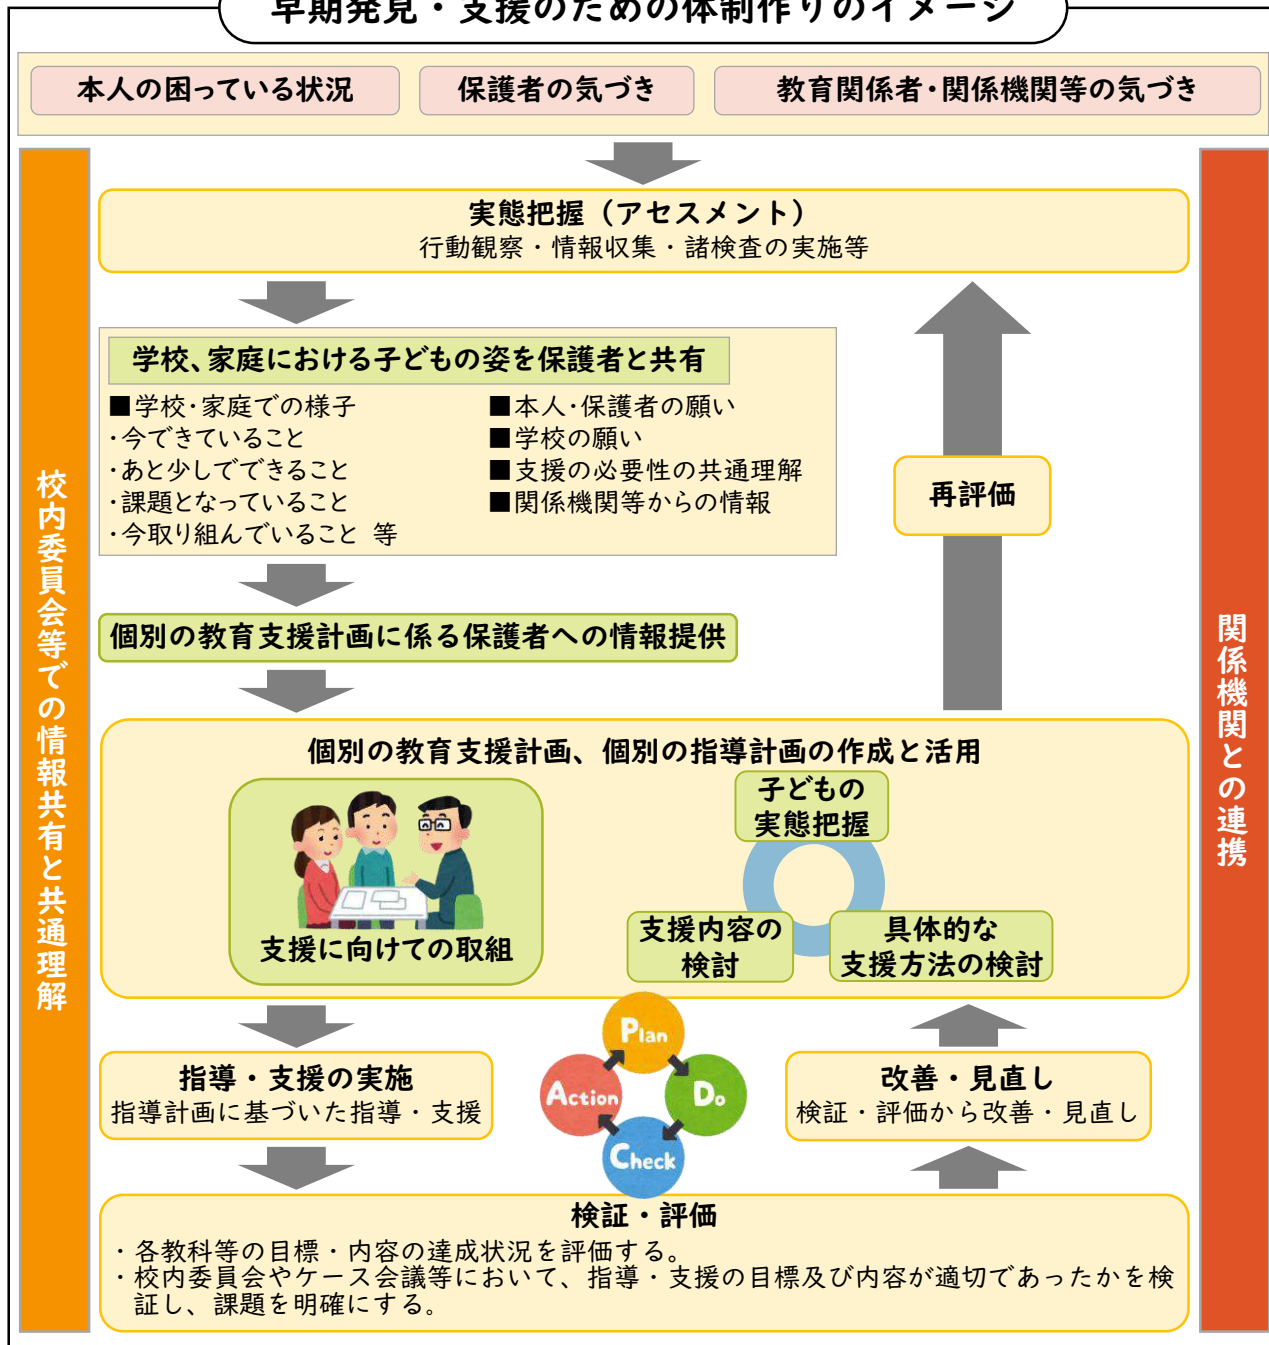 早期発見・支援のための体制作りのイメージ
本人の困っている状況
保護者の気づき
教育関係者・関係機関等の気づき
校内委員会等での情報共有と共通理解
関係機関との連携
実態把握（アセスメント）
行動観察・情報収集・諸検査の実施等
学校、家庭における子どもの姿を保護者と共有
■学校・家庭での様子
・今できていること
・あと少しでできること
・課題となっていること
・今取り組んでいること 等
■本人・保護者の願い
■学校の願い
■支援の必要性の共通理解
■関係機関等からの情報
再評価
個別の教育支援計画に係る保護者への情報提供
個別の教育支援計画、個別の指導計画の作成と活用
支援に向けての取組
子どもの
実態把握
支援内容の
検討
具体的な
支援方法の検討
指導・支援の実施
指導計画に基づいた指導・支援
Plan
Do
Check
Action
改善・見直し
検証・評価から改善・見直し
検証・評価
・各教科等の目標・内容の達成状況を評価する。
・校内委員会やケース会議等において、指導・支援の目標及び内容が適切であったかを検
証し、課題を明確にする。